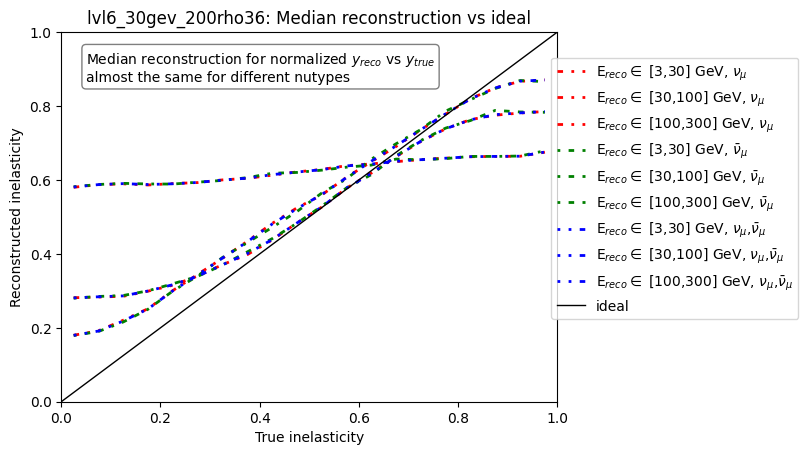 lvl6_30gev_200rho36: Median reconstruction vs ideal
Median reconstruction for normalized y_reco vs y_true
almost the same for different nutypes
E_reco ∈ [3,30] GeV, ν_μ
E_reco ∈ [30,100] GeV, ν_μ
E_reco ∈ [100,300] GeV, ν_μ
E_reco ∈ [3,30] GeV, ν̄_μ
E_reco ∈ [30,100] GeV, ν̄_μ
E_reco ∈ [100,300] GeV, ν̄_μ
E_reco ∈ [3,30] GeV, ν_μ,ν̄_μ
E_reco ∈ [30,100] GeV, ν_μ,ν̄_μ
E_reco ∈ [100,300] GeV, ν_μ,ν̄_μ
ideal
Reconstructed inelasticity
1.0
0.8
0.6
0.4
0.2
0.0
0.0 0.2 0.4 0.6 0.8 1.0
True inelasticity